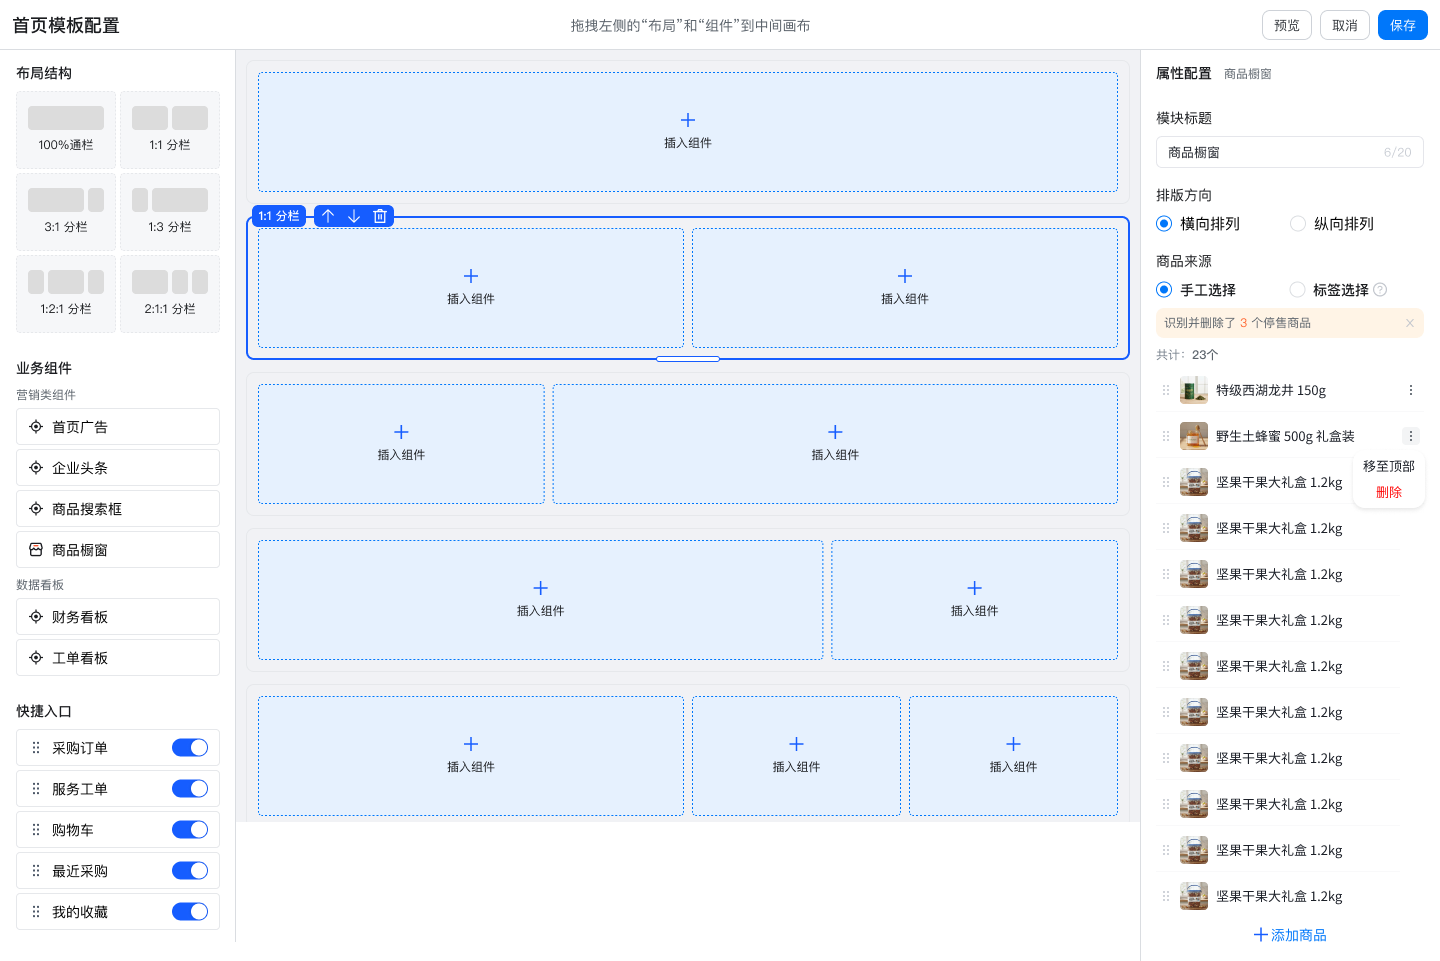 首页模板配置
拖拽左侧的“布局”和“组件”到中间画布
预览
取消
保存
布局结构
100%通栏
1:1 分栏
3:1 分栏
1:3 分栏
1:2:1 分栏
2:1:1 分栏
业务组件
营销类组件
首页广告
企业头条
商品搜索框
商品橱窗
数据看板
财务看板
工单看板
快捷入口
采购订单
服务工单
购物车
最近采购
我的收藏
插入组件
1:1 分栏
插入组件
插入组件
插入组件
插入组件
插入组件
插入组件
插入组件
插入组件
插入组件
属性配置 商品橱窗
模块标题
商品橱窗 6/20
排版方向
横向排列 纵向排列
商品来源
手工选择 标签选择
识别并删除了 3 个停售商品
共计：23个
特级西湖龙井 150g
野生土蜂蜜 500g 礼盒装
移至顶部
删除
坚果干果大礼盒 1.2kg
坚果干果大礼盒 1.2kg
坚果干果大礼盒 1.2kg
坚果干果大礼盒 1.2kg
坚果干果大礼盒 1.2kg
坚果干果大礼盒 1.2kg
坚果干果大礼盒 1.2kg
坚果干果大礼盒 1.2kg
坚果干果大礼盒 1.2kg
坚果干果大礼盒 1.2kg
添加商品